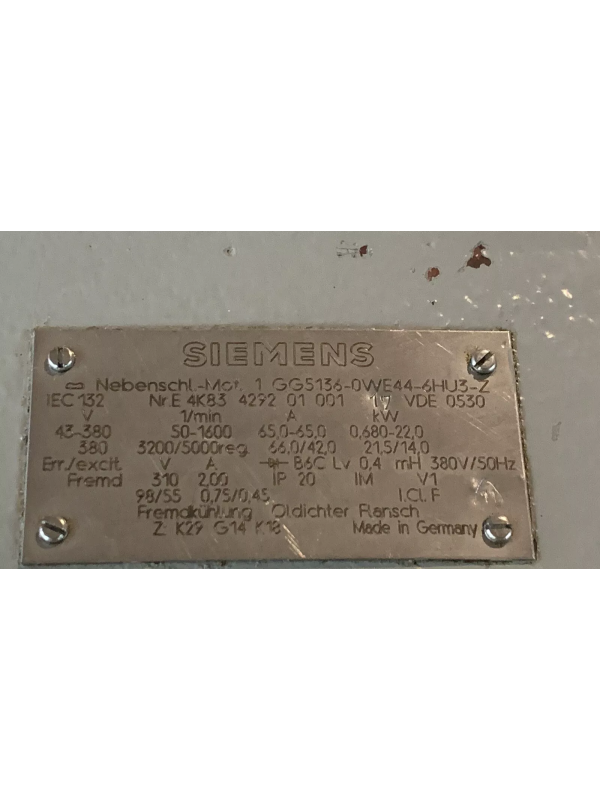 SIEMENS
Nebenschl.-Mot. 1 GG5136-0WE44-6HU3-Z
IEC 132 Nr.E 4K83 4292 01 001 VDE 0530
V 1/min A kW
43-380 50-1600 65,0-65,0 0,680-22,0
380 3200/5000reg. 66,0/42,0 21,5/14,0
Err./excit. V A B6C Lv 0,4 mH 380V/50Hz
Fremd 310 2,00 IP 20 IM V1
98/55 0,75/0,45 I.Cl.F
Fremdkühlung Öldichter Flansch
Z: K29 G14 K18 Made in Germany